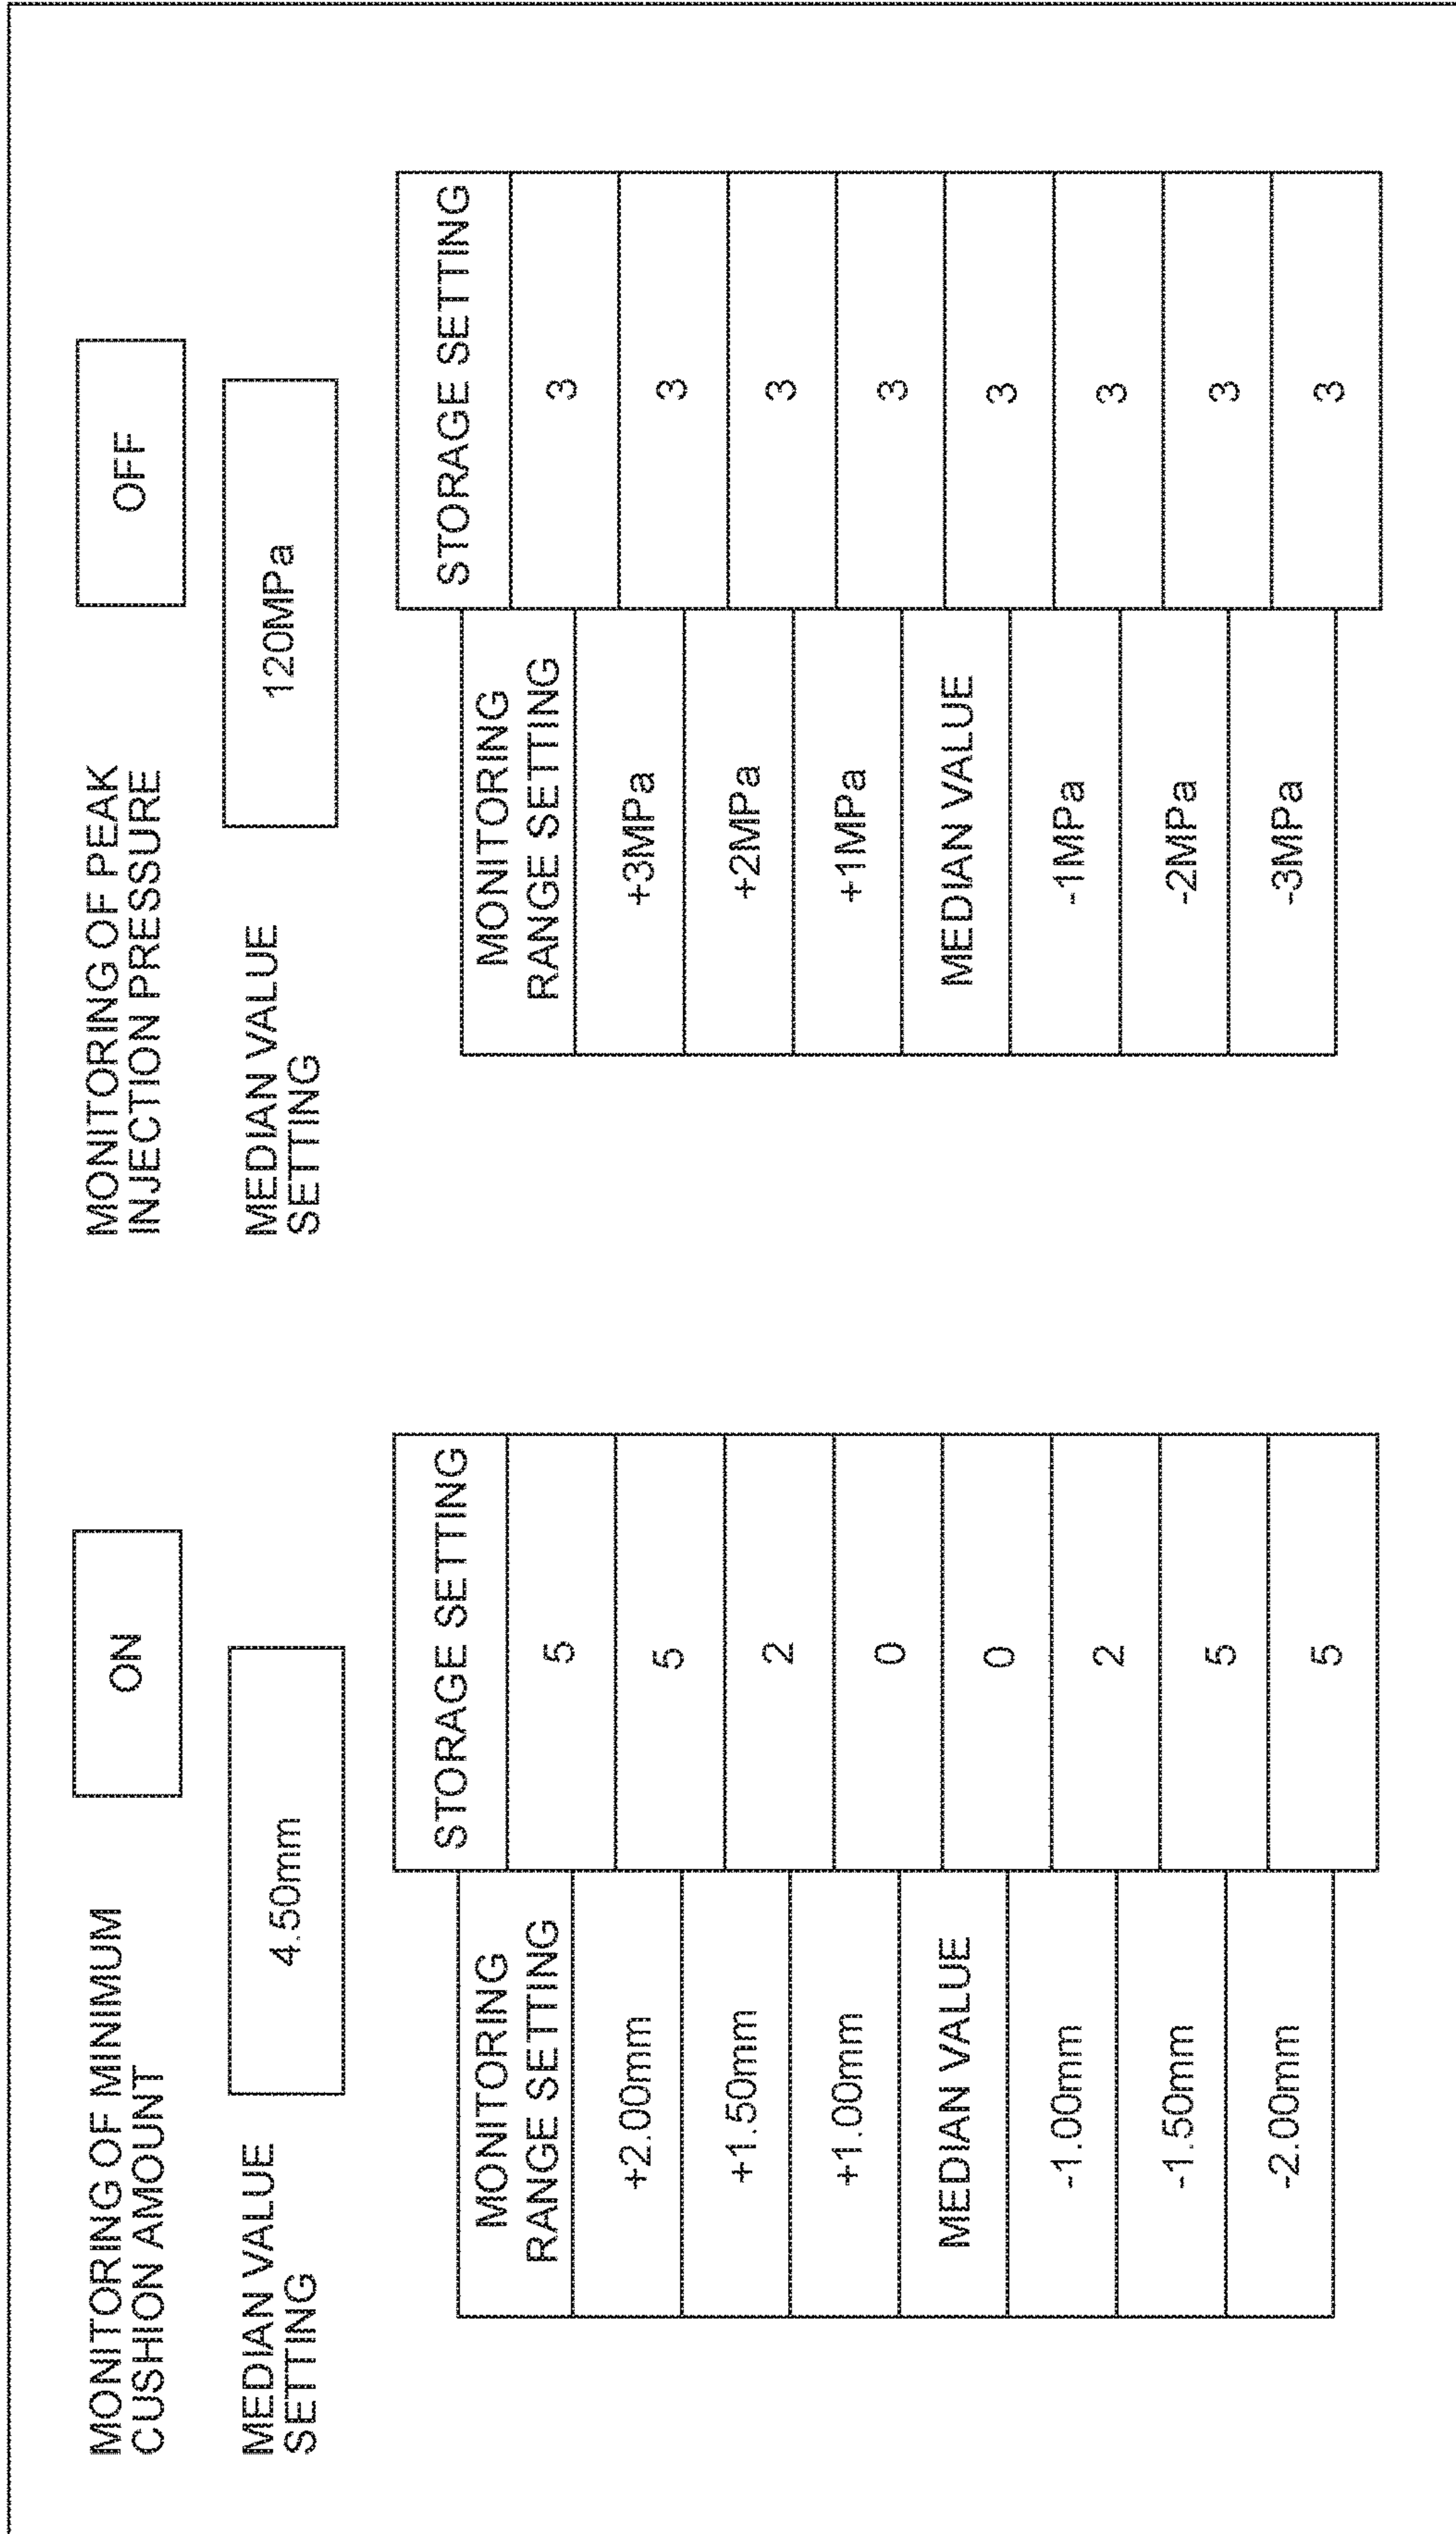 MONITORING OF MINIMUM
CUSHION AMOUNT
ON
MEDIAN VALUE
SETTING
4.50mm
STORAGE SETTING
MONITORING
RANGE SETTING
5
+2.00mm
5
+1.50mm
2
+1.00mm
0
MEDIAN VALUE
0
-1.00mm
2
-1.50mm
5
-2.00mm
5
MONITORING OF PEAK
INJECTION PRESSURE
OFF
MEDIAN VALUE
SETTING
120MPa
STORAGE SETTING
MONITORING
RANGE SETTING
3
+3MPa
3
+2MPa
3
+1MPa
3
MEDIAN VALUE
3
-1MPa
3
-2MPa
3
-3MPa
3